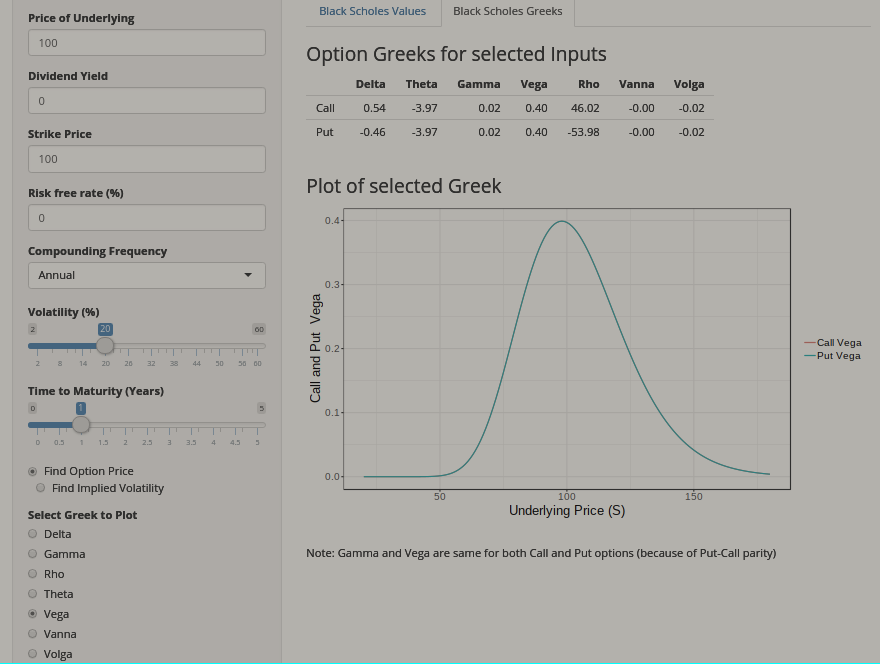 Price of Underlying
100
Dividend Yield
0
Strike Price
100
Risk free rate (%)
0
Compounding Frequency
Annual
Volatility (%)
2 20 60
2 8 14 20 26 32 38 44 50 56 60
Time to Maturity (Years)
0 1 5
0 0.5 1 1.5 2 2.5 3 3.5 4 4.5 5
Find Option Price
Find Implied Volatility
Select Greek to Plot
Delta
Gamma
Rho
Theta
Vega
Vanna
Volga
Black Scholes Values Black Scholes Greeks
Option Greeks for selected Inputs
Delta Theta Gamma Vega Rho Vanna Volga
Call 0.54 -3.97 0.02 0.40 46.02 -0.00 -0.02
Put -0.46 -3.97 0.02 0.40 -53.98 -0.00 -0.02
Plot of selected Greek
Call and Put Vega
0.4
0.3
0.2
0.1
0.0
50 100 150
Underlying Price (S)
Call Vega
Put Vega
Note: Gamma and Vega are same for both Call and Put options (because of Put-Call parity)